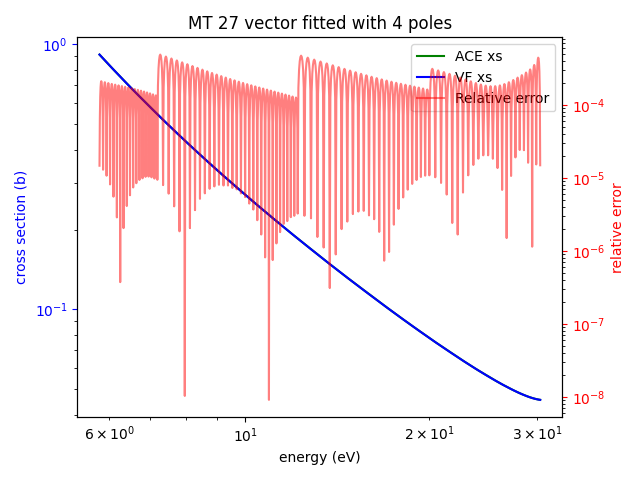 MT 27 vector fitted with 4 poles
ACE xs
VF xs
Relative error
10⁰
10⁻¹
cross section (b)
10⁻⁴
10⁻⁵
10⁻⁶
10⁻⁷
10⁻⁸
relative error
6 × 10⁰
10¹
2 × 10¹
3 × 10¹
energy (eV)